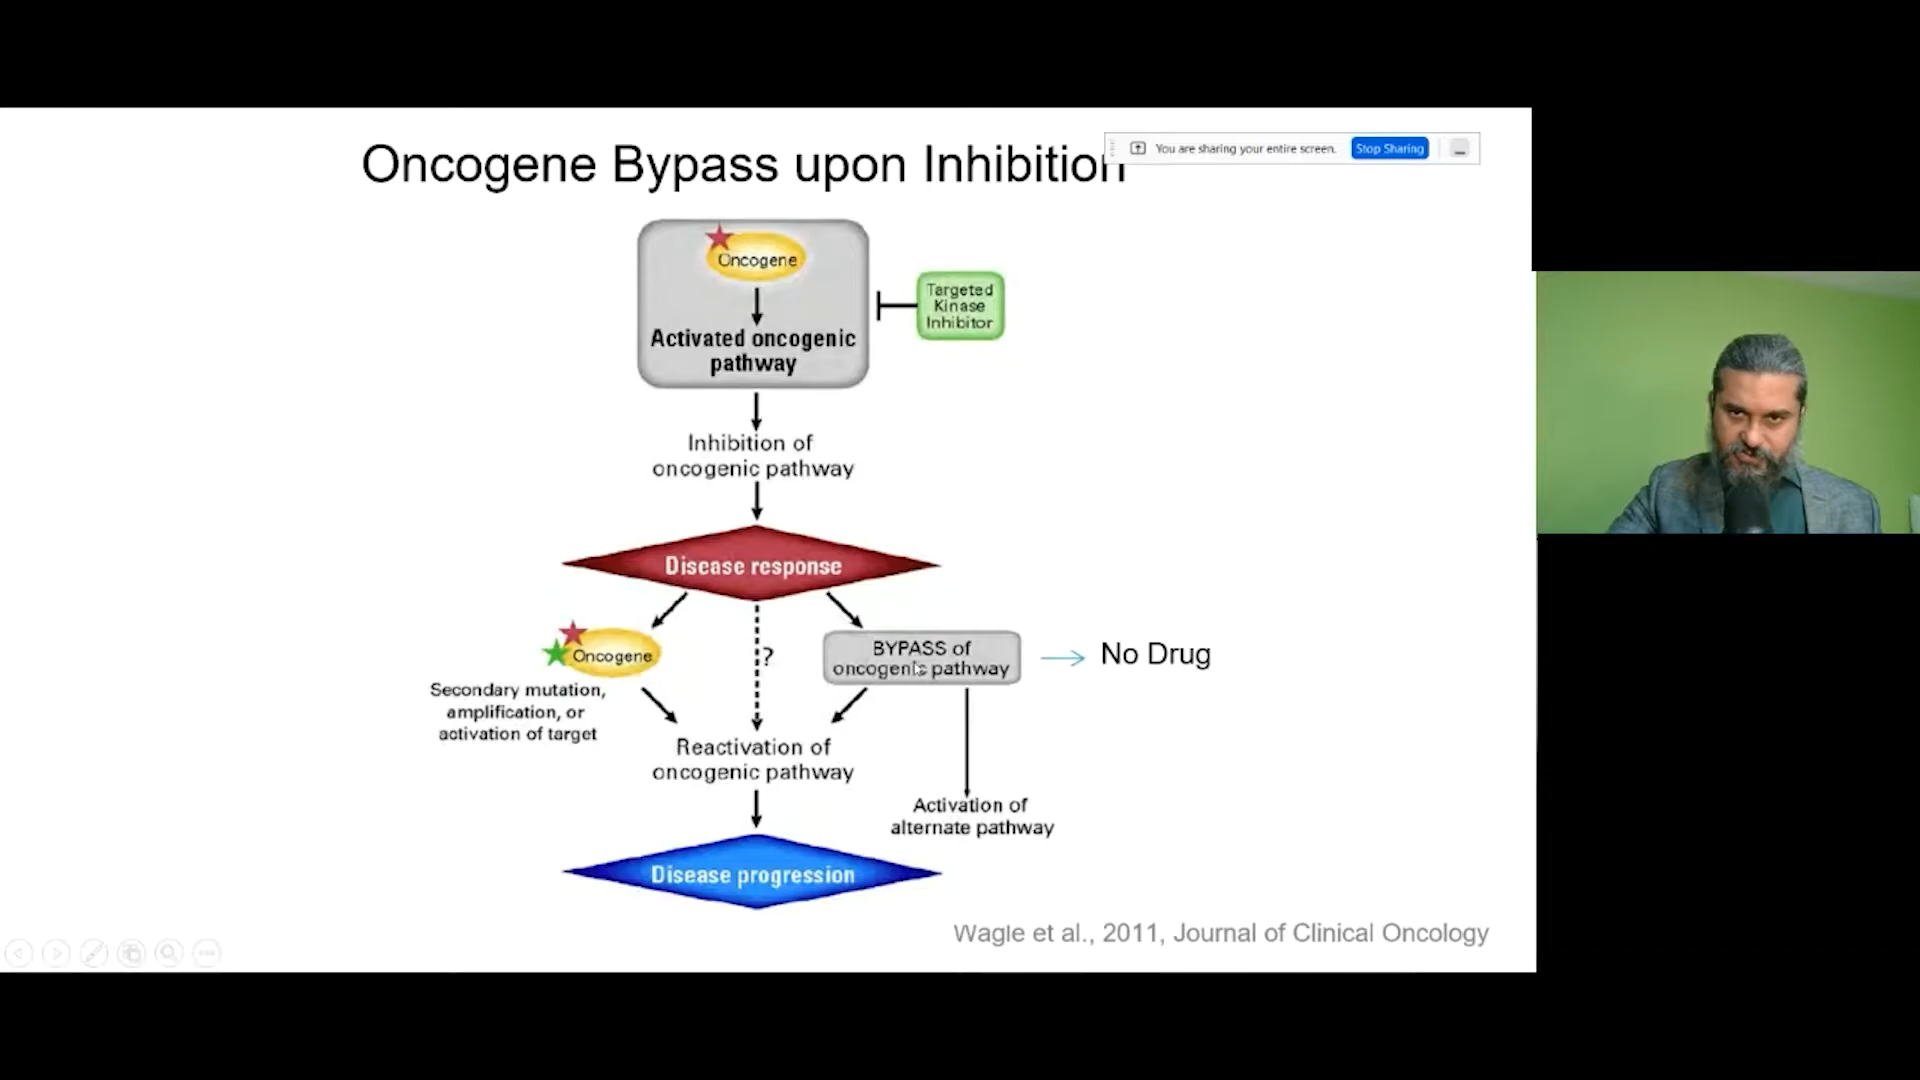 Oncogene Bypass upon Inhibition
You are sharing your entire screen.
Stop Sharing
Oncogene
Activated oncogenic
pathway
Targeted
Kinase
Inhibitor
Inhibition of
oncogenic pathway
Disease response
Oncogene
Secondary mutation,
amplification, or
activation of target
?
BYPASS of
oncogenic pathway
No Drug
Reactivation of
oncogenic pathway
Activation of
alternate pathway
Disease progression
Wagle et al., 2011, Journal of Clinical Oncology